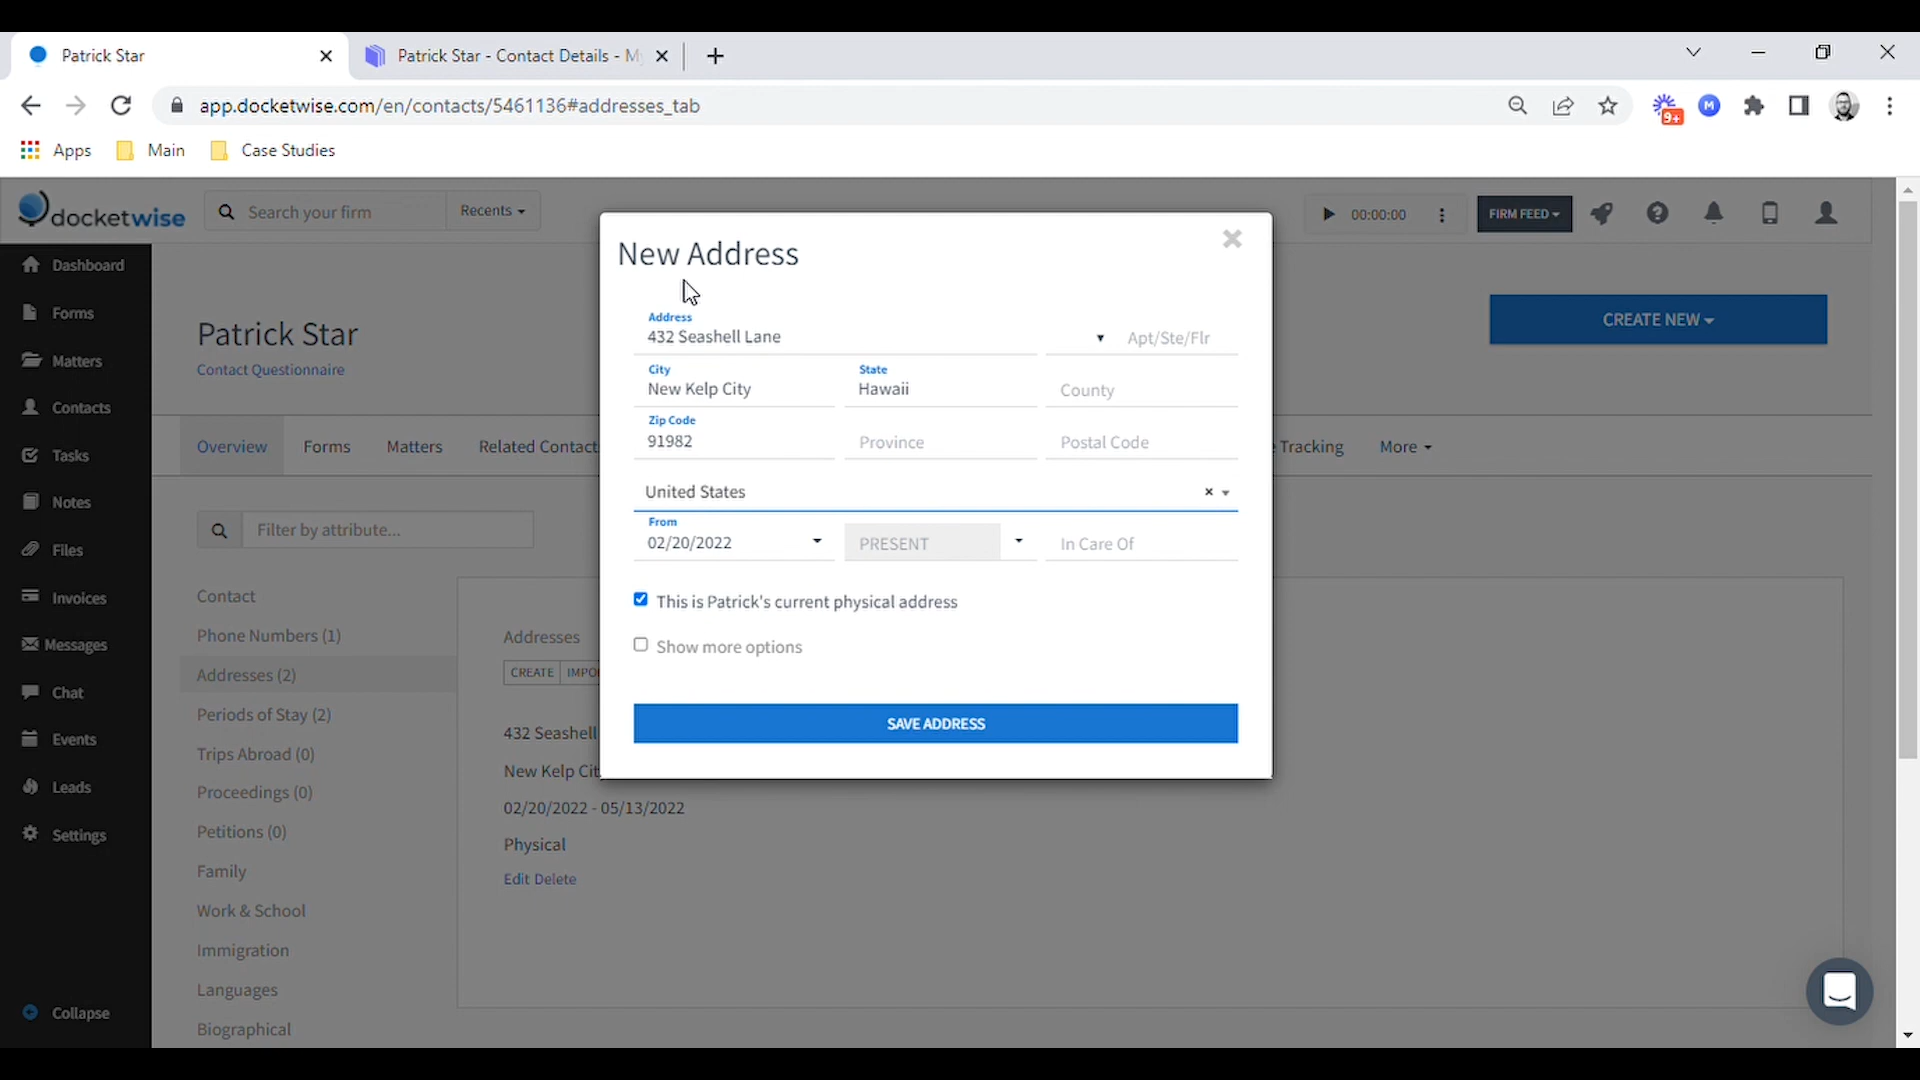 Patrick Star
Patrick Star - Contact Details - M
app.docketwise.com/en/contacts/5461136#addresses_tab
9+
M
Apps
Main
Case Studies
docketwise
Search your firm
Recents
00:00:00
FIRM FEED
Dashboard
Forms
Matters
Contacts
Tasks
Notes
Files
Invoices
Messages
Chat
Events
Leads
Settings
Collapse
Patrick Star
Contact Questionnaire
CREATE NEW
Overview
Forms
Matters
Related Contact
Tracking
More
Filter by attribute...
Contact
Phone Numbers (1)
Addresses (2)
Periods of Stay (2)
Trips Abroad (0)
Proceedings (0)
Petitions (0)
Family
Work & School
Immigration
Languages
Biographical
Addresses
CREATE
IMPO
432 Seashell
New Kelp Cit
02/20/2022 - 05/13/2022
Physical
Edit Delete
New Address
Address
432 Seashell Lane
Apt/Ste/Flr
City
New Kelp City
State
Hawaii
County
Zip Code
91982
Province
Postal Code
United States
From
02/20/2022
PRESENT
In Care Of
This is Patrick's current physical address
Show more options
SAVE ADDRESS